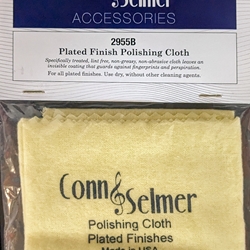 Selmer
ACCESSORIES
2955B
Plated Finish Polishing Cloth
Specifically treated, lint free, non-greasy, non-abrasive cloth leaves an
invisible coating that guards against fingerprints and perspiration.
For all plated finishes. Use dry, without other cleaning agents.
Conn Selmer
Polishing Cloth
Plated Finishes
Made in USA